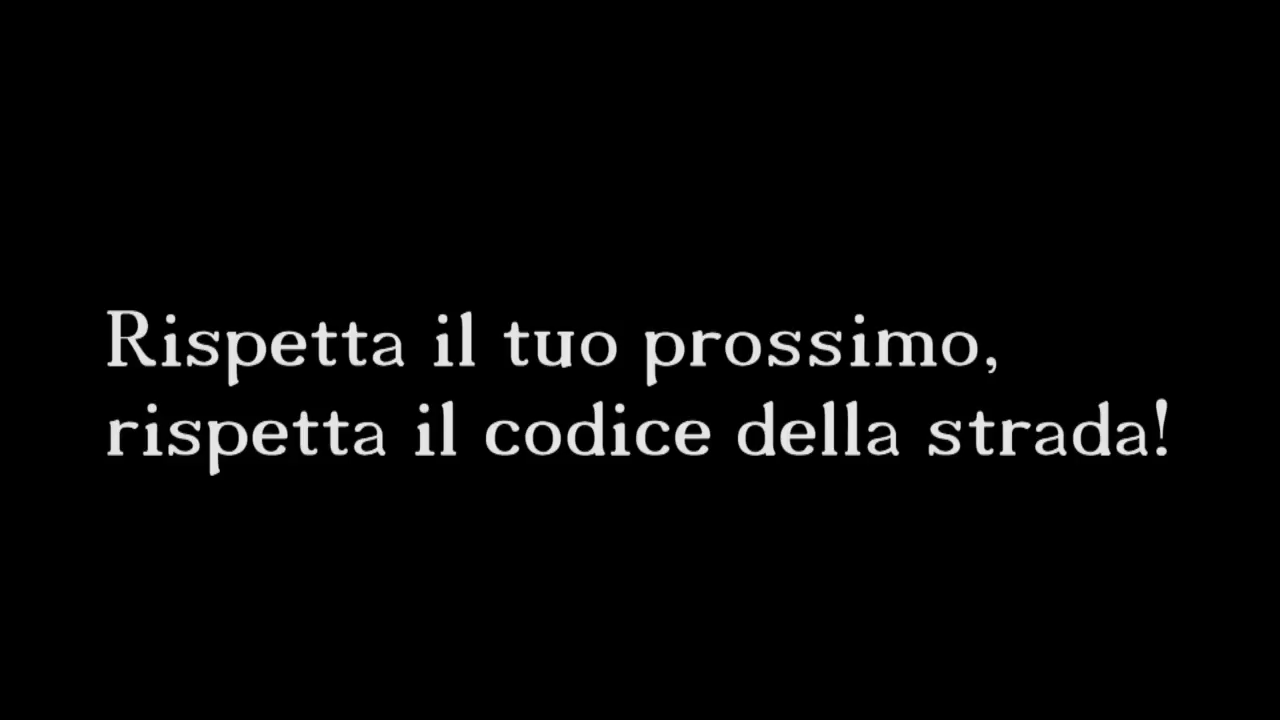 Rispetta il tuo prossimo,
rispetta il codice della strada!